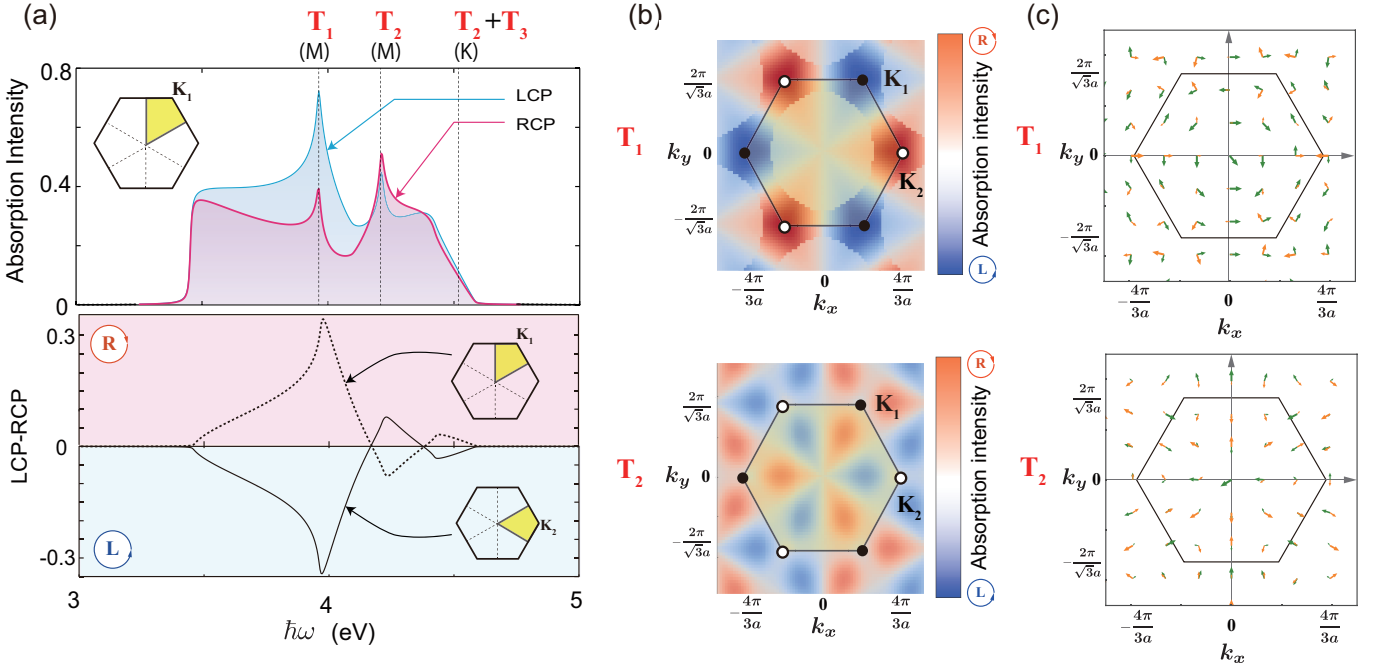 (a)
T1
(M)
T2
(M)
T2+T3
(K)
0.8
0.4
0
Absorption Intensity
K1
LCP
RCP
0.3
0
-0.3
LCP-RCP
R
L
K1
K2
3
4
5
ħω (eV)
(b)
T1
2π/√3a
ky 0
-2π/√3a
-4π/3a
0
4π/3a
kx
K1
K2
R
Absorption intensity
L
T2
2π/√3a
ky 0
-2π/√3a
-4π/3a
0
4π/3a
kx
K1
K2
R
Absorption intensity
L
(c)
T1
2π/√3a
ky 0
-2π/√3a
-4π/3a
0
4π/3a
kx
T2
2π/√3a
ky 0
-2π/√3a
-4π/3a
0
4π/3a
kx